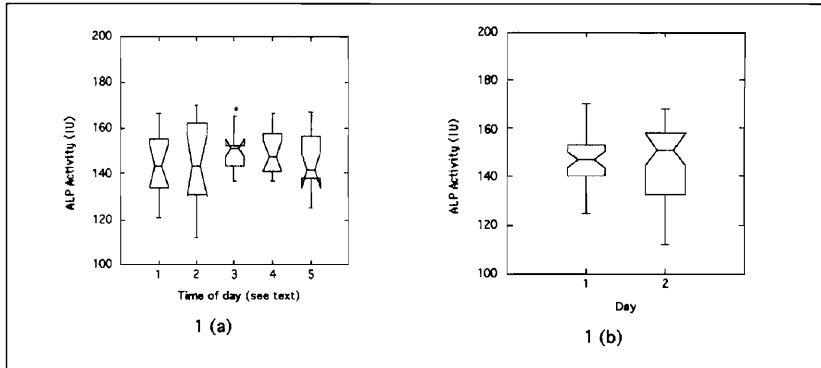 200
180
160
140
120
100
ALP Activity (IU)
*
1 2 3 4 5
Time of day (see text)
1 (a)
200
180
160
140
120
100
ALP Activity (IU)
1 2
Day
1 (b)